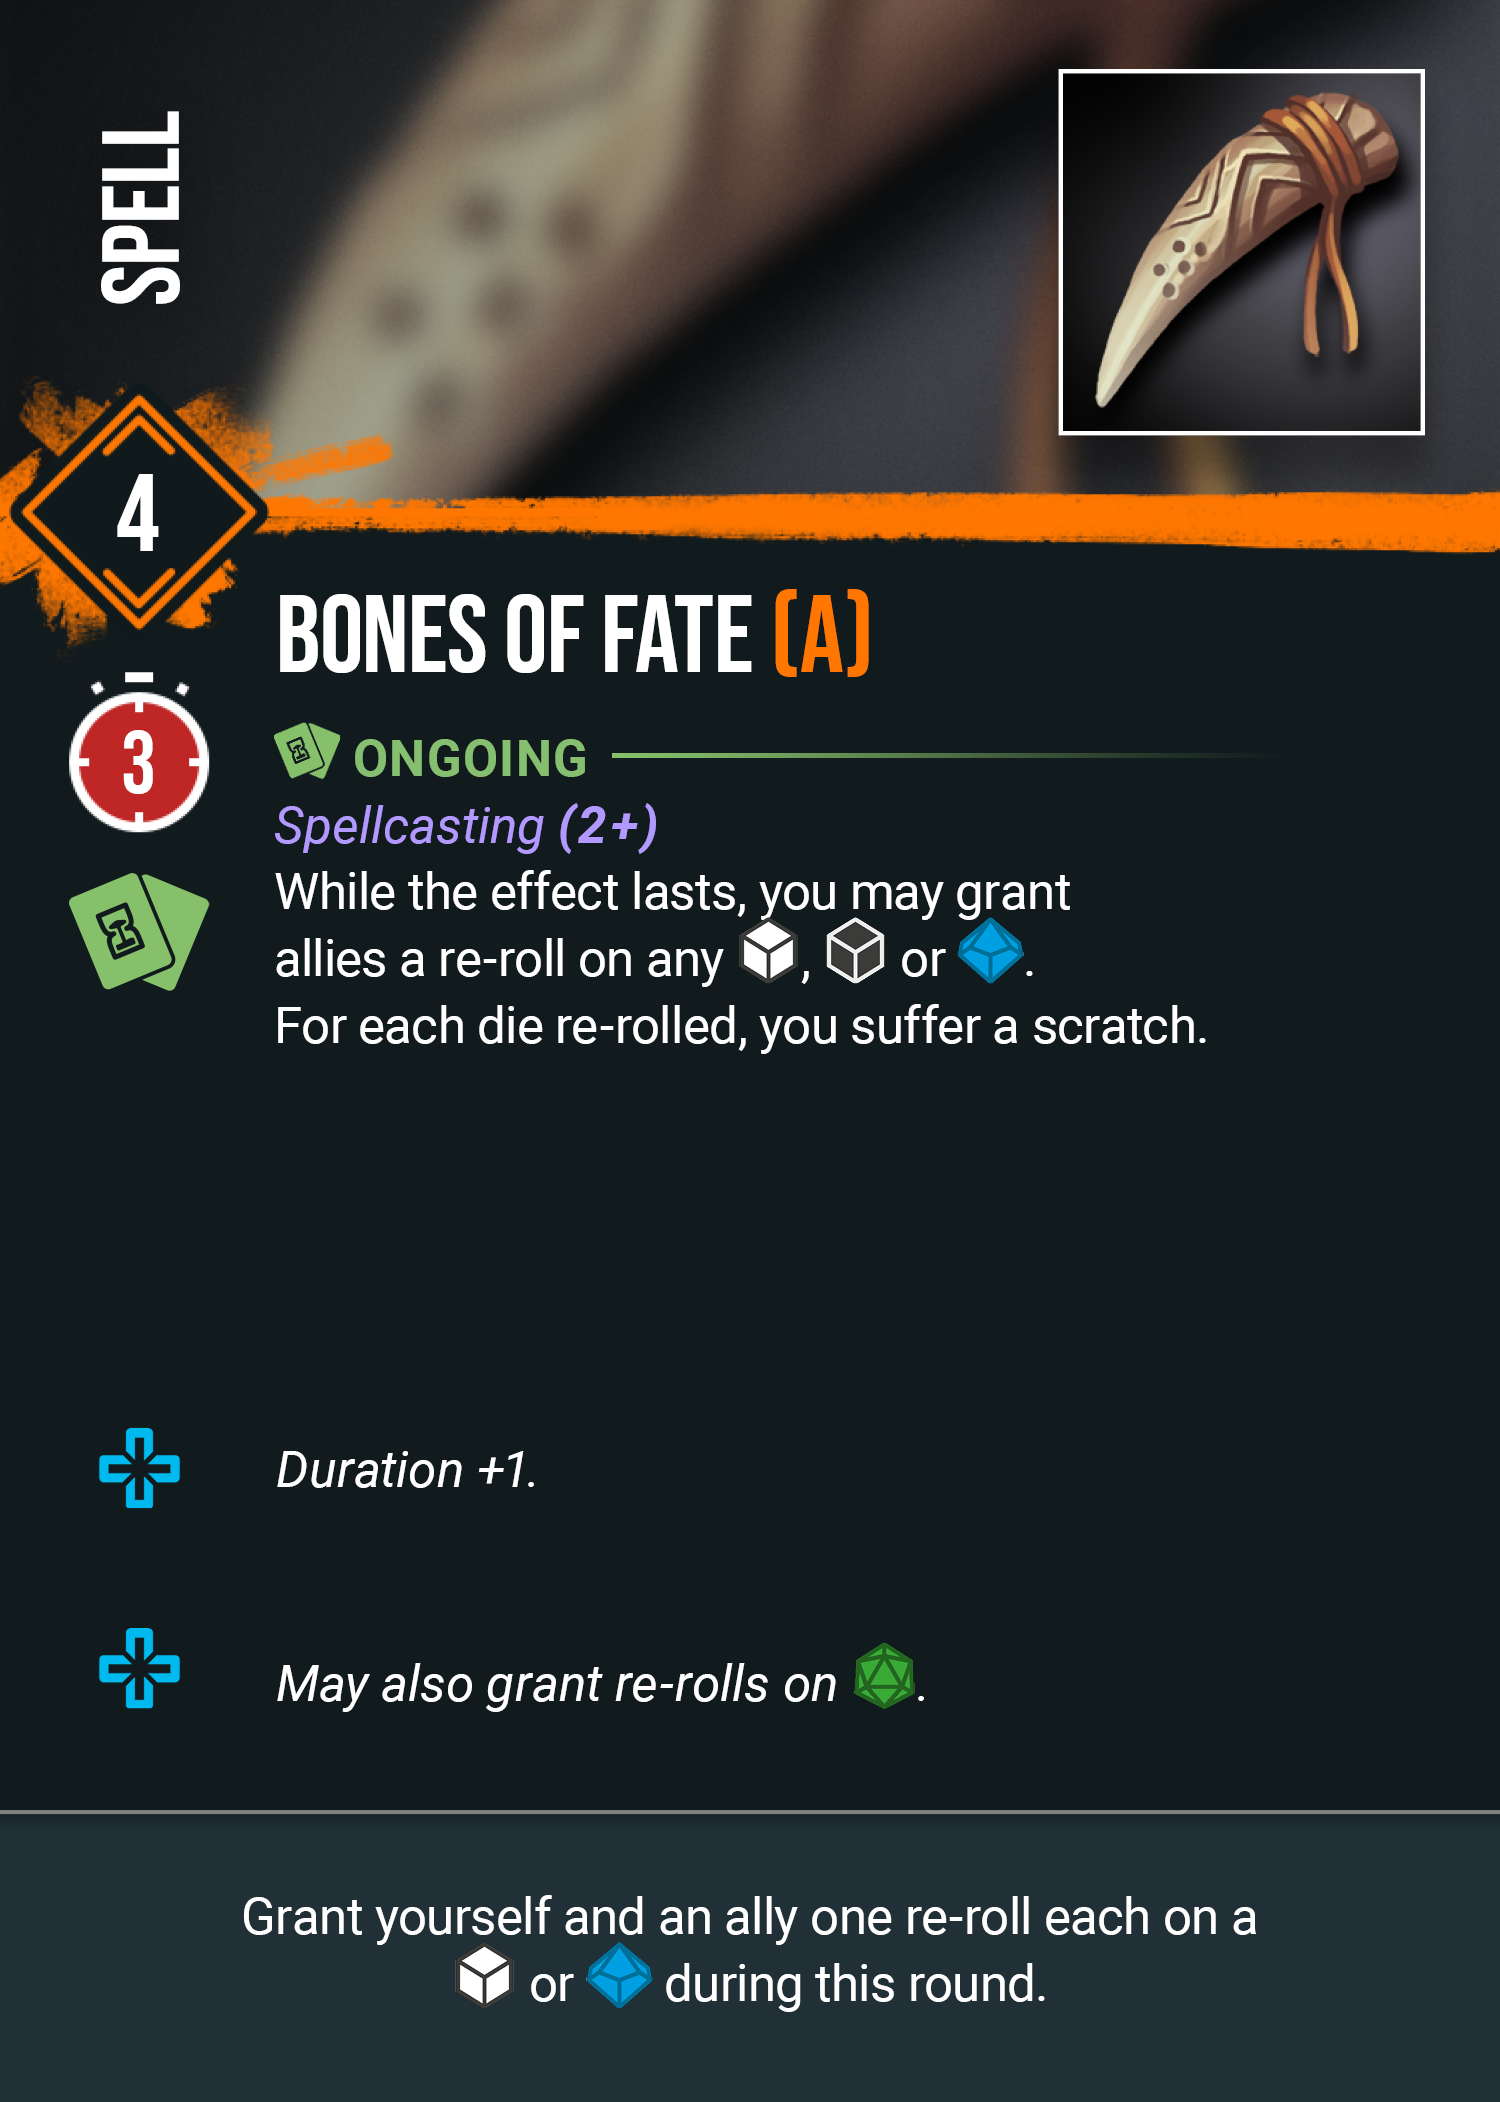 SPELL
4
BONES OF FATE (A)
3
ONGOING
Spellcasting (2+)
While the effect lasts, you may grant
allies a re-roll on any , or .
For each die re-rolled, you suffer a scratch.
Duration +1.
May also grant re-rolls on .
Grant yourself and an ally one re-roll each on a
or during this round.